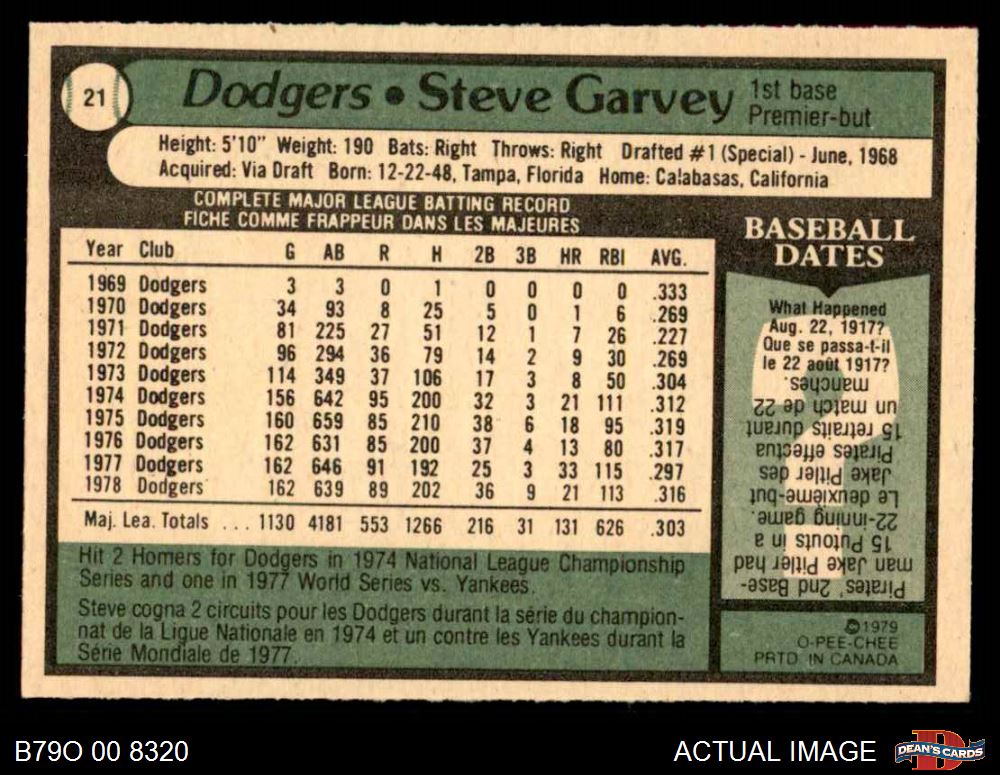 21
Dodgers • Steve Garvey
1st base
Premier-but
Height: 5'10" Weight: 190 Bats: Right Throws: Right Drafted #1 (Special) - June, 1968
Acquired: Via Draft Born: 12-22-48, Tampa, Florida Home: Calabasas, California
COMPLETE MAJOR LEAGUE BATTING RECORD
FICHE COMME FRAPPEUR DANS LES MAJEURES
Year Club G AB R H 2B 3B HR RBI AVG.
1969 Dodgers 3 3 0 1 0 0 0 0 .333
1970 Dodgers 34 93 8 25 5 0 1 6 .269
1971 Dodgers 81 225 27 51 12 1 7 26 .227
1972 Dodgers 96 294 36 79 14 2 9 30 .269
1973 Dodgers 114 349 37 106 17 3 8 50 .304
1974 Dodgers 156 642 95 200 32 3 21 111 .312
1975 Dodgers 160 659 85 210 38 6 18 95 .319
1976 Dodgers 162 631 85 200 37 4 13 80 .317
1977 Dodgers 162 646 91 192 25 3 33 115 .297
1978 Dodgers 162 639 89 202 36 9 21 113 .316
Maj. Lea. Totals ... 1130 4181 553 1266 216 31 131 626 .303
Hit 2 Homers for Dodgers in 1974 National League Championship
Series and one in 1977 World Series vs. Yankees.
Steve cogna 2 circuits pour les Dodgers durant la série du champion-
nat de la Ligue Nationale en 1974 et un contre les Yankees durant la
Série Mondiale de 1977.
BASEBALL
DATES
What Happened
Aug. 22, 1917?
Que se passa-t-il
le 22 août 1917?
Pirates' 2nd Base-
man Jake Pitler had
15 Putouts in a
22-inning game.
Le deuxième-but
Jake Pitler des
Pirates effectua
15 retraits durant
un match de 22
manches.
©1979
O-PEE-CHEE
PRTD IN CANADA
B79O 00 8320
ACTUAL IMAGE
DEAN'S CARDS